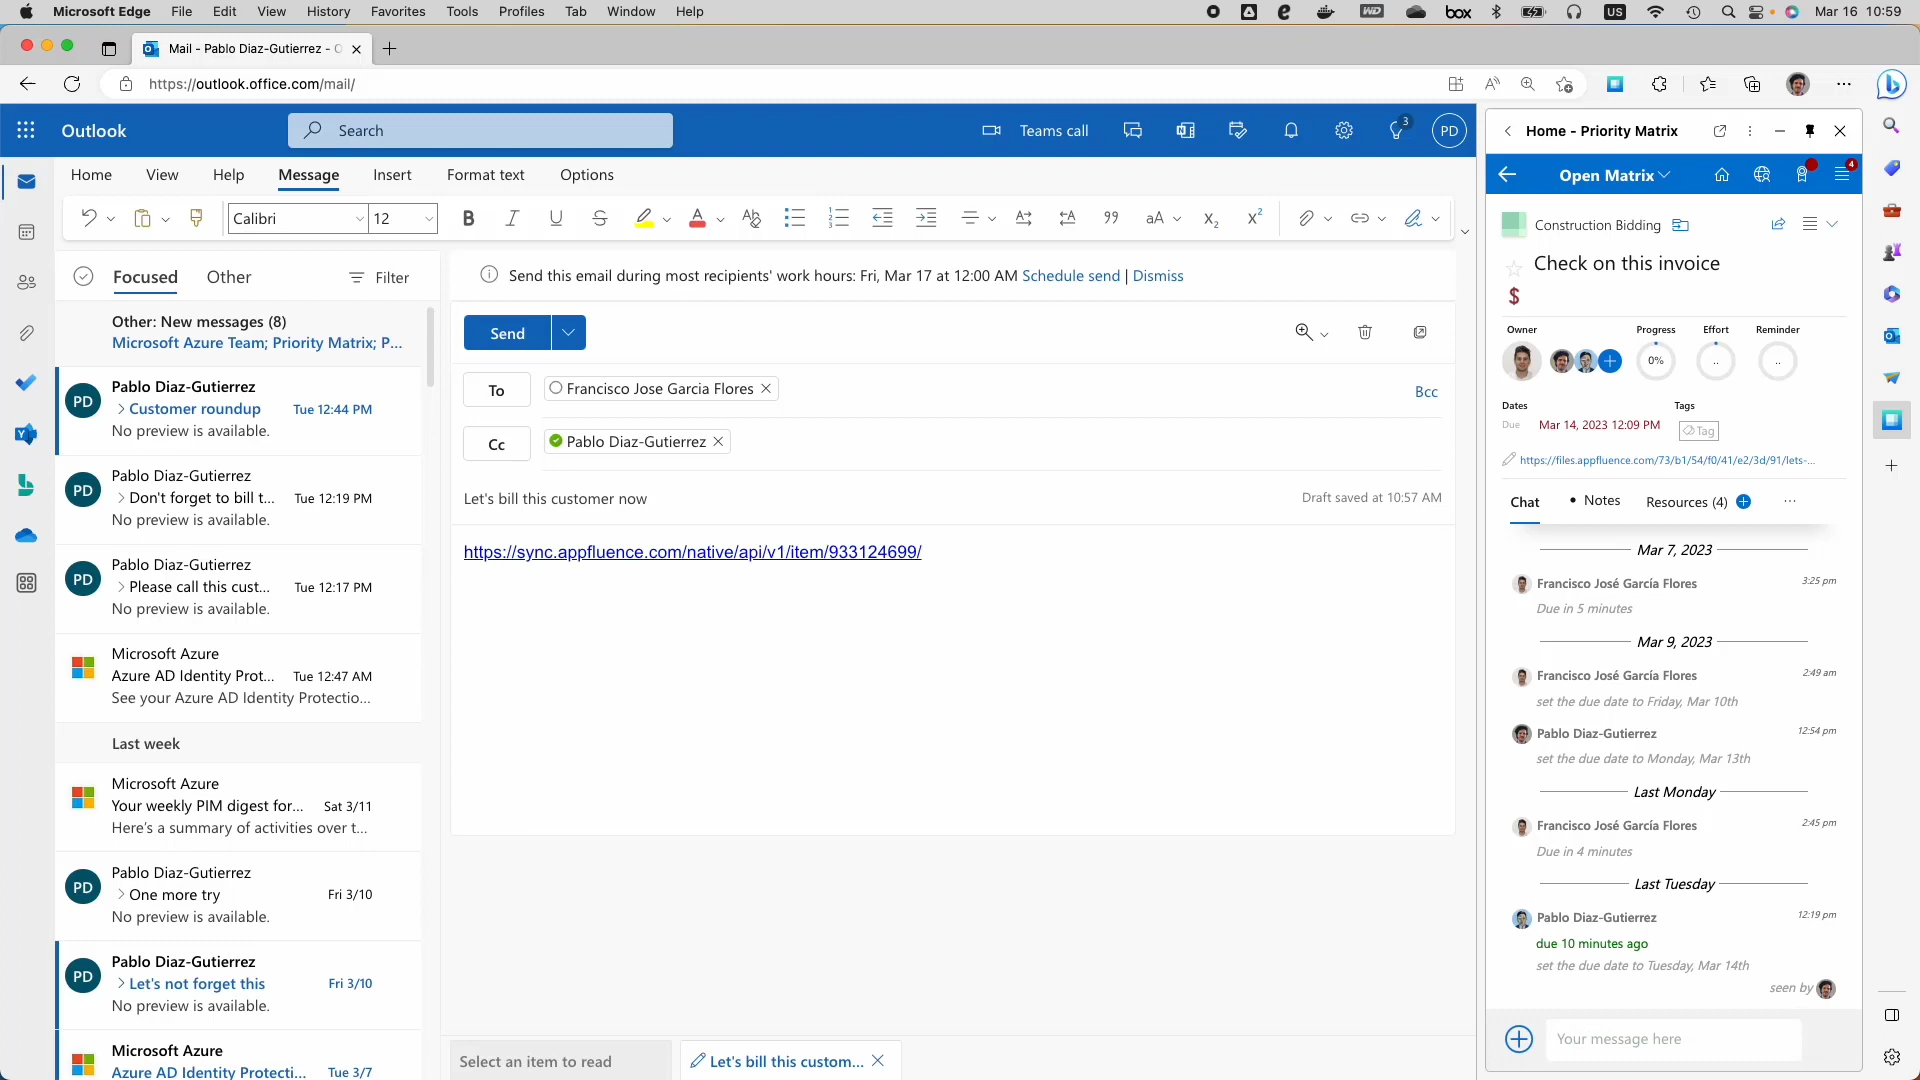 Microsoft Edge File Edit View History Favorites Tools Profiles Tab Window Help
WD box US Mar 16 10:59
Mail - Pablo Diaz-Gutierrez -
https://outlook.office.com/mail/
Outlook
Search
Teams call
3
PD
Home View Help Message Insert Format text Options
Calibri 12
Focused Other Filter
Other: New messages (8)
Microsoft Azure Team; Priority Matrix; P...
PD
Pablo Diaz-Gutierrez
Customer roundup Tue 12:44 PM
No preview is available.
PD
Pablo Diaz-Gutierrez
Don't forget to bill t... Tue 12:19 PM
No preview is available.
PD
Pablo Diaz-Gutierrez
Please call this cust... Tue 12:17 PM
No preview is available.
Microsoft Azure
Azure AD Identity Prot... Tue 12:47 AM
See your Azure AD Identity Protectio...
Last week
Microsoft Azure
Your weekly PIM digest for... Sat 3/11
Here's a summary of activities over t...
PD
Pablo Diaz-Gutierrez
One more try Fri 3/10
No preview is available.
PD
Pablo Diaz-Gutierrez
Let's not forget this Fri 3/10
No preview is available.
Microsoft Azure
Azure AD Identity Protecti... Tue 3/7
Send this email during most recipients' work hours: Fri, Mar 17 at 12:00 AM Schedule send | Dismiss
Send
To Francisco Jose Garcia Flores Bcc
Cc Pablo Diaz-Gutierrez
Let's bill this customer now Draft saved at 10:57 AM
https://sync.appfluence.com/native/api/v1/item/933124699/
Select an item to read
Let's bill this custom...
Home - Priority Matrix
Open Matrix 4
Construction Bidding
Check on this invoice
$
Owner Progress Effort Reminder
0% .. ..
Dates Tags
Due Mar 14, 2023 12:09 PM Tag
https://files.appfluence.com/73/b1/54/f0/41/e2/3d/91/lets-...
Chat • Notes Resources (4) ...
Mar 7, 2023
Francisco José García Flores 3:25 pm
Due in 5 minutes
Mar 9, 2023
Francisco José García Flores 2:49 am
set the due date to Friday, Mar 10th
Pablo Diaz-Gutierrez 12:54 pm
set the due date to Monday, Mar 13th
Last Monday
Francisco José García Flores 2:45 pm
Due in 4 minutes
Last Tuesday
Pablo Diaz-Gutierrez 12:19 pm
due 10 minutes ago
set the due date to Tuesday, Mar 14th
seen by
Your message here